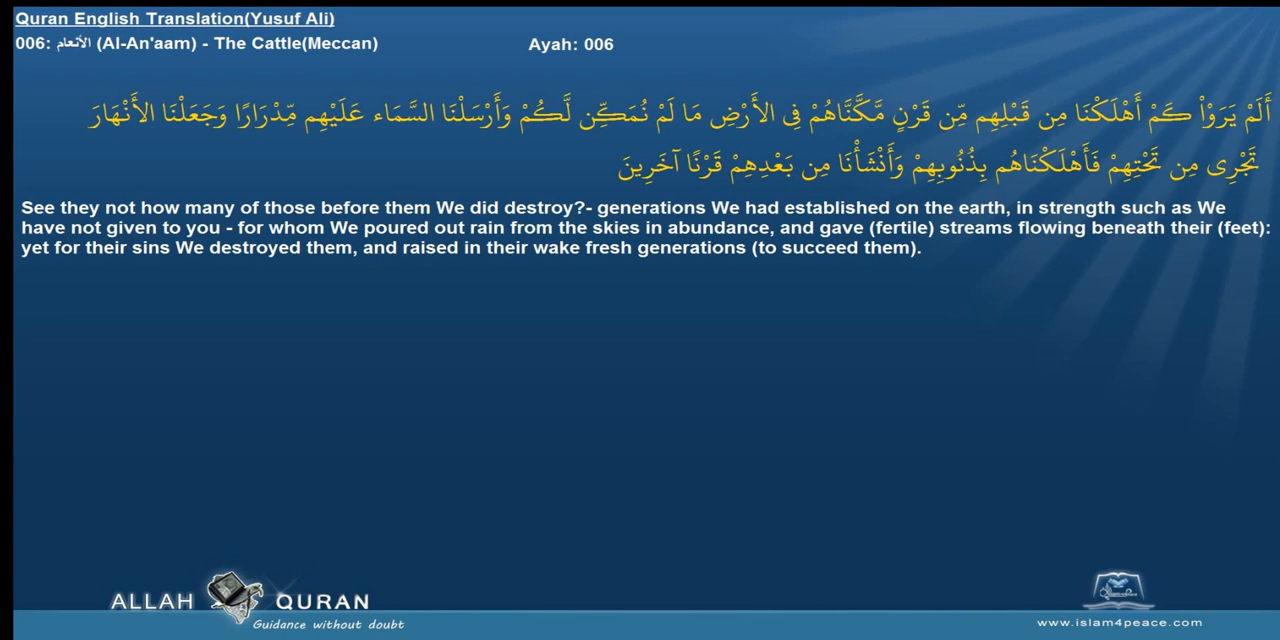 Quran English Translation(Yusuf Ali)
006: الأنعام (Al-An'aam) - The Cattle(Meccan) Ayah: 006
أَلَمْ يَرَوْاْ كَمْ أَهْلَكْنَا مِن قَبْلِهِم مِّن قَرْنٍ مَّكَّنَّاهُمْ فِى الأَرْضِ مَا لَمْ نُمَكِّن لَّكُمْ وَأَرْسَلْنَا السَّمَاء عَلَيْهِم مِّدْرَارًا وَجَعَلْنَا الأَنْهَارَ
تَجْرِى مِن تَحْتِهِمْ فَأَهْلَكْنَاهُم بِذُنُوبِهِمْ وَأَنْشَأْنَا مِن بَعْدِهِمْ قَرْنًا آخَرِينَ
See they not how many of those before them We did destroy?- generations We had established on the earth, in strength such as We
have not given to you - for whom We poured out rain from the skies in abundance, and gave (fertile) streams flowing beneath their (feet):
yet for their sins We destroyed them, and raised in their wake fresh generations (to succeed them).
ALLAH QURAN
Guidance without doubt
www.islam4peace.com